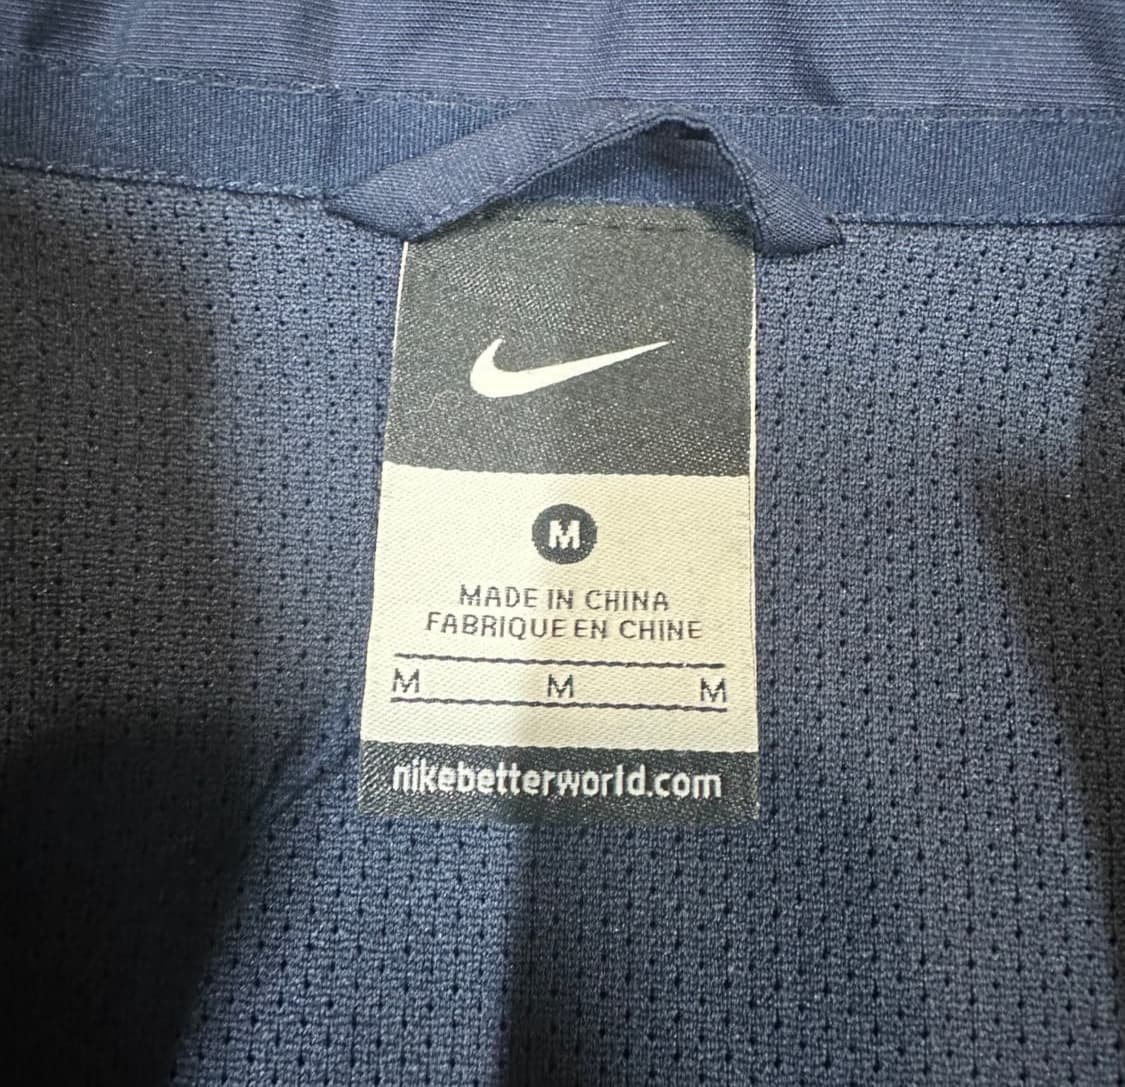 M
MADE IN CHINA
FABRIQUE EN CHINE
M M M
nikebetterworld.com